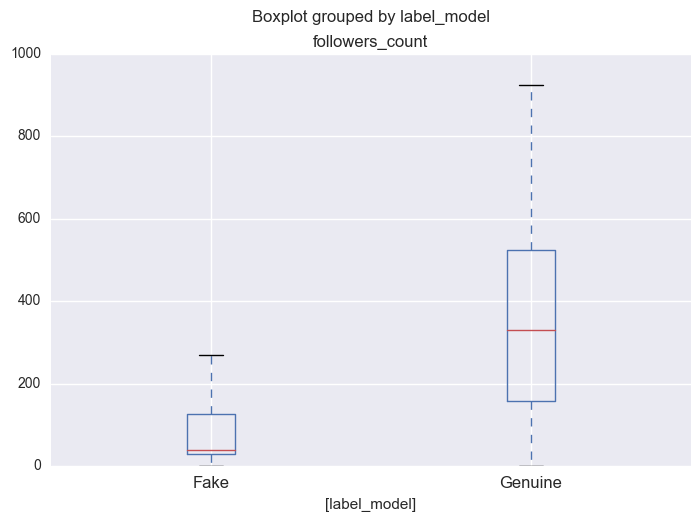 Boxplot grouped by label_model
followers_count
1000
800
600
400
200
0
Fake
Genuine
[label_model]